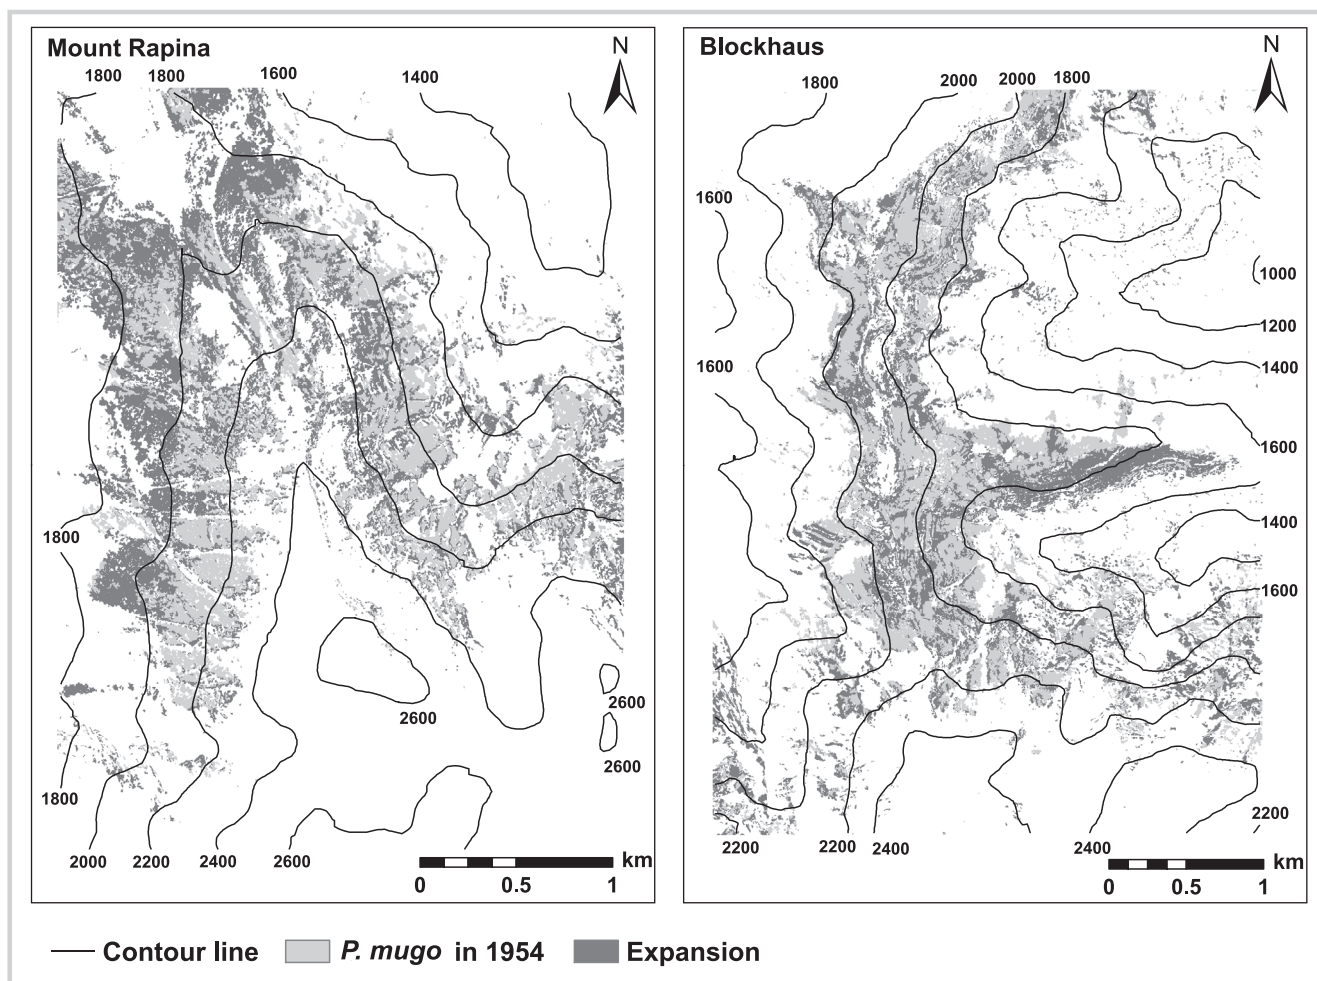 Mount Rapina
N
1800 1800 1600 1400
1800
1800
2000 2200 2400 2600
2600
2600
2600
km
0 0.5 1
Blockhaus
N
1800 2000 2000 1800
1600
1600
1000
1200
1400
1600
1400
1600
2200
2200 2200 2400 2400
km
0 0.5 1
Contour line P. mugo in 1954 Expansion